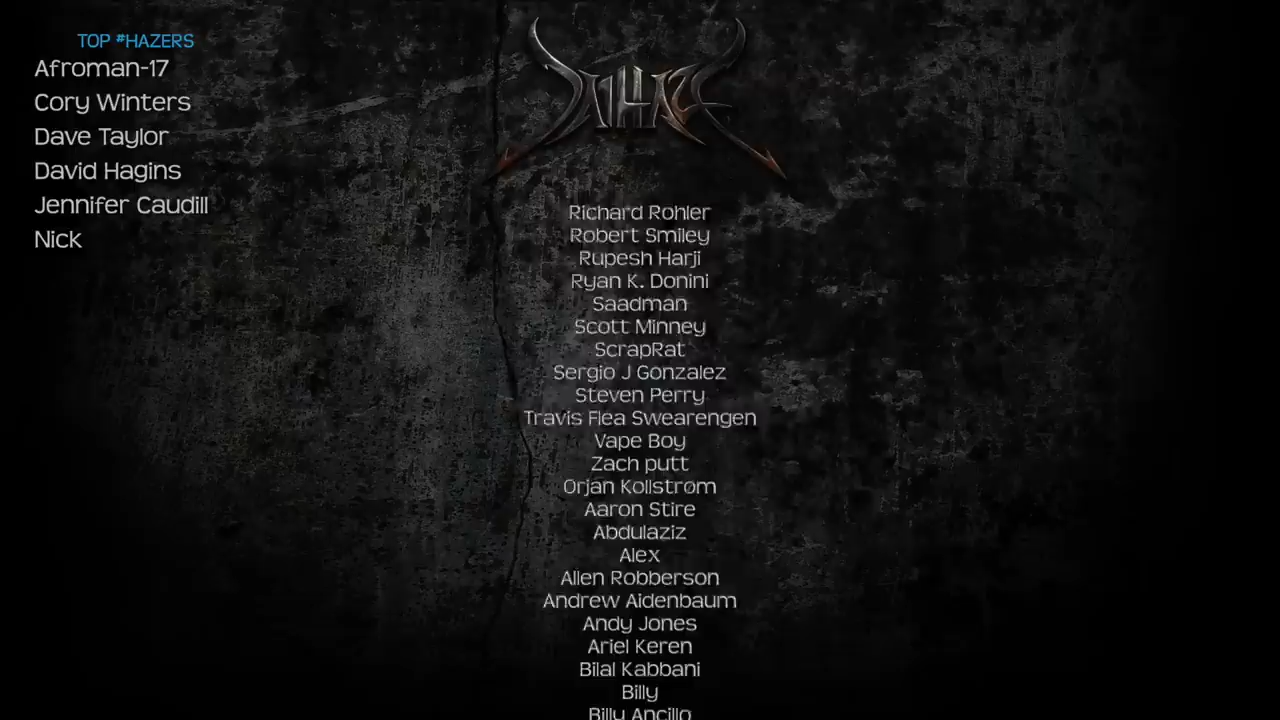 TOP #HAZERS
Afroman-17
Cory Winters
Dave Taylor
David Hagins
Jennifer Caudill
Nick
Richard Rohler
Robert Smiley
Rupesh Harji
Ryan K. Donini
Saadman
Scott Minney
ScrapRat
Sergio J Gonzalez
Steven Perry
Travis Flea Swearengen
Vape Boy
Zach putt
Orjan Kollstrøm
Aaron Stire
Abdulaziz
Alex
Allen Robberson
Andrew Aidenbaum
Andy Jones
Ariel Keren
Bilal Kabbani
Billy
Billy Ancillo